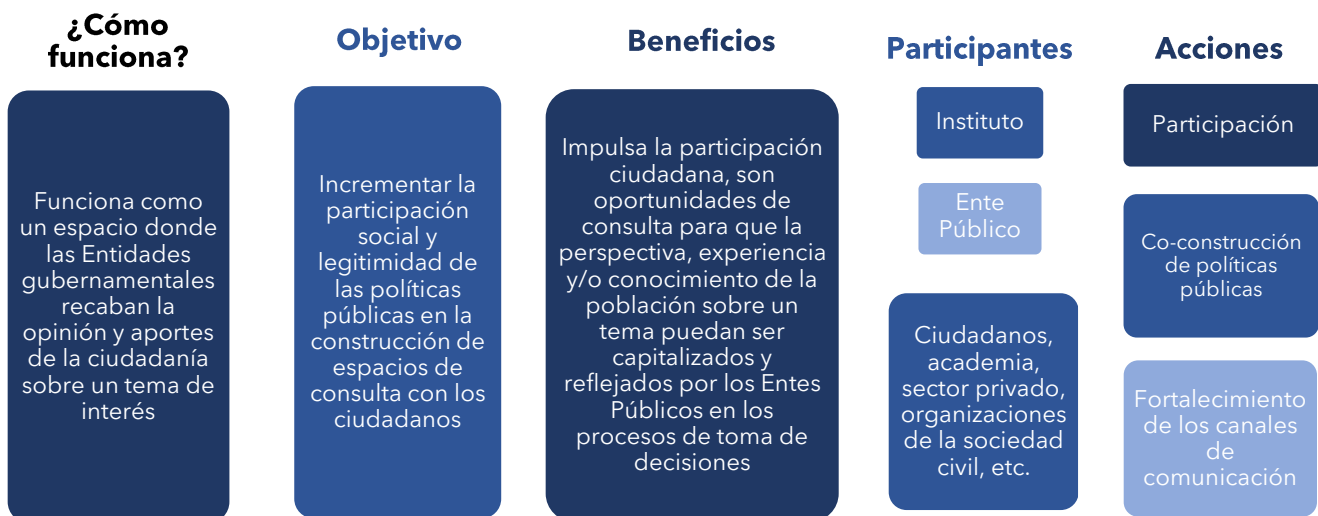 ¿Cómo
funciona?
Funciona como
un espacio donde
las Entidades
gubernamentales
recaban la
opinión y aportes
de la ciudadanía
sobre un tema de
interés
Objetivo
Incrementar la
participación
social y
legitimidad de
las políticas
públicas en la
construcción de
espacios de
consulta con los
ciudadanos
Beneficios
Impulsa la participación
ciudadana, son
oportunidades de
consulta para que la
perspectiva, experiencia
y/o conocimiento de la
población sobre un
tema puedan ser
capitalizados y
reflejados por los Entes
Públicos en los
procesos de toma de
decisiones
Participantes
Instituto
Ente
Público
Ciudadanos,
academia,
sector privado,
organizaciones
de la sociedad
civil, etc.
Acciones
Participación
Co-construcción
de políticas
públicas
Fortalecimiento
de los canales
de
comunicación